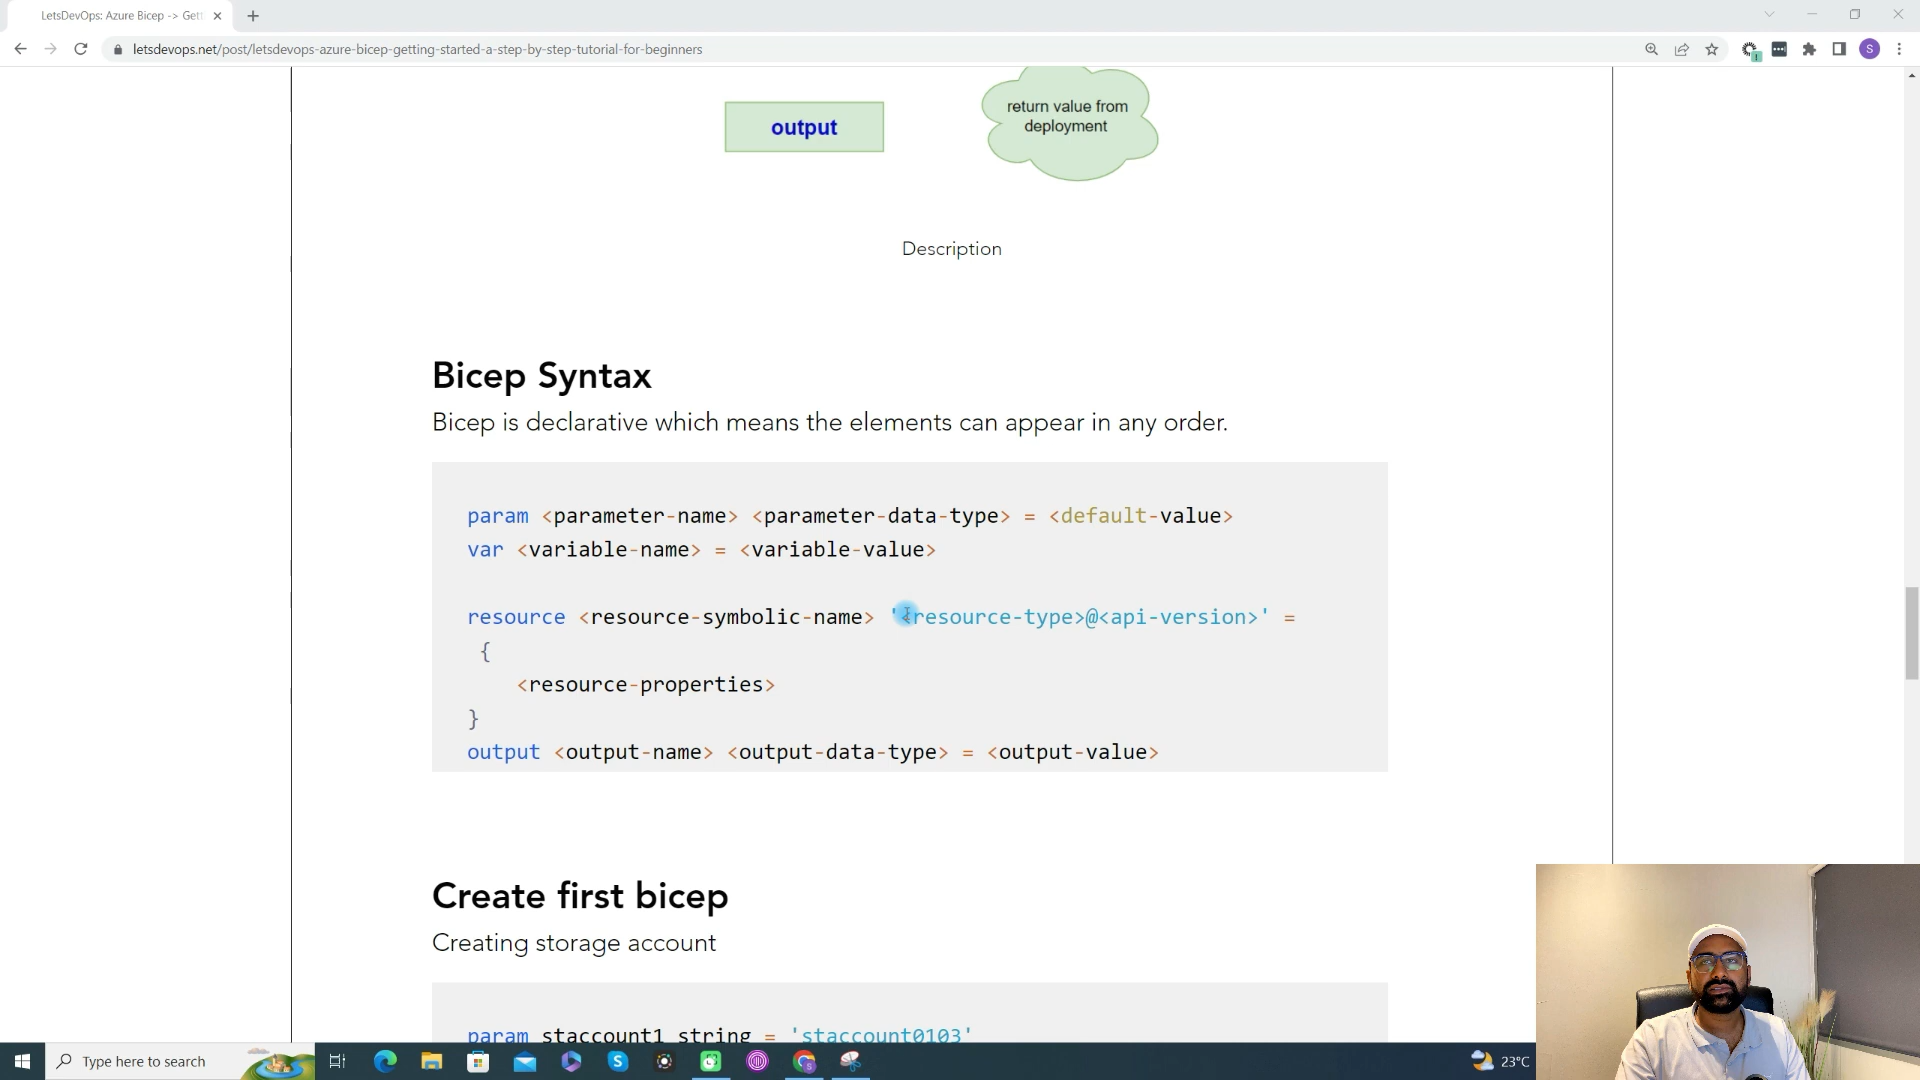 LetsDevOps: Azure Bicep -> Gett
letsdevops.net/post/letsdevops-azure-bicep-getting-started-a-step-by-step-tutorial-for-beginners
S
output
return value from
deployment
Description
Bicep Syntax
Bicep is declarative which means the elements can appear in any order.
param <parameter-name> <parameter-data-type> = <default-value>
var <variable-name> = <variable-value>
resource <resource-symbolic-name> '<resource-type>@<api-version>' =
{
<resource-properties>
}
output <output-name> <output-data-type> = <output-value>
Create first bicep
Creating storage account
param staccount1 string = 'staccount0103'
Type here to search
23°C